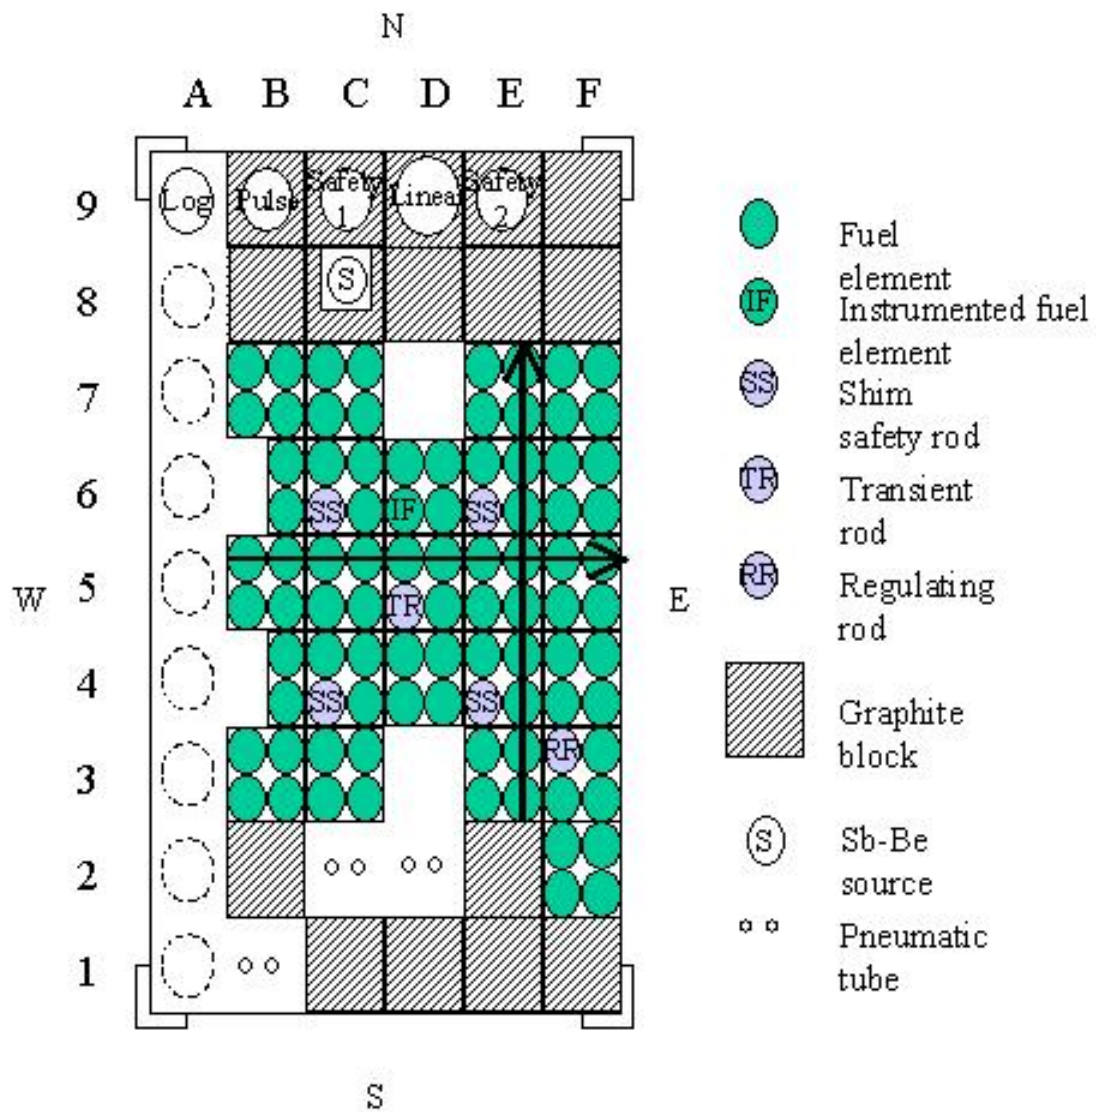 N
A B C D E F
9 Log Pulse Safety 1 Linear Safety 2
8 S
7
6 SS IF SS
W 5 TR E
4 SS SS
3 RR
2
1
S
Fuel
element
IF Instrumented fuel
element
SS Shim
safety rod
TR Transient
rod
RR Regulating
rod
Graphite
block
S Sb-Be
source
Pneumatic
tube